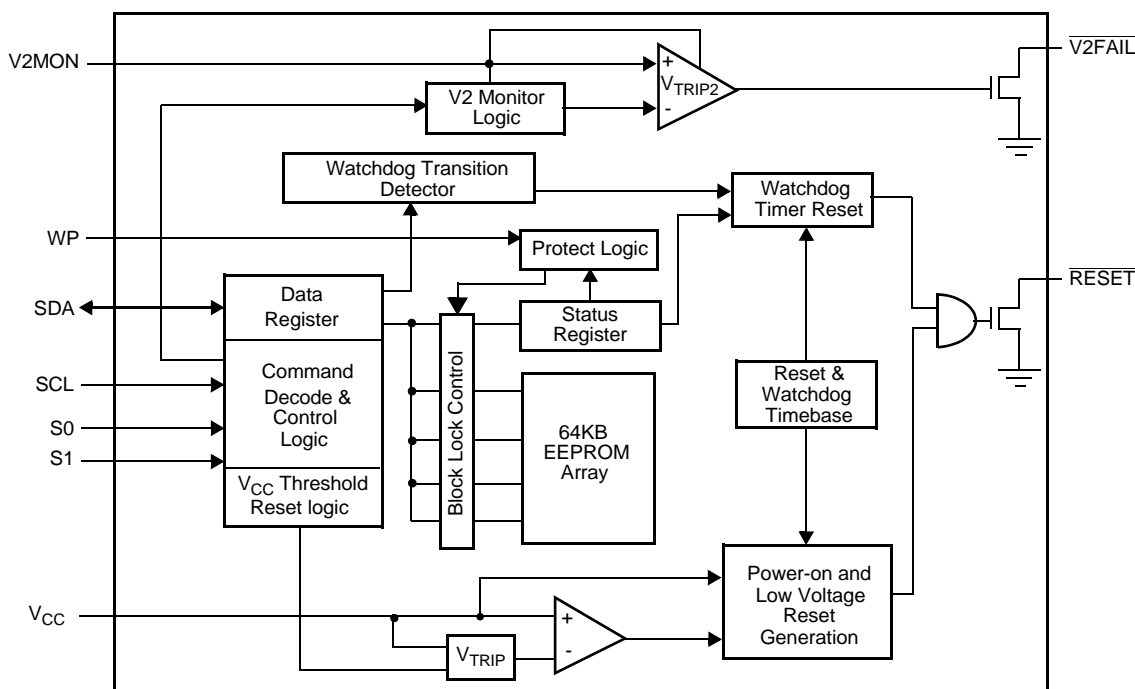 V2MON
V2 Monitor
Logic
+
VTRIP2
-
V2FAIL
Watchdog Transition
Detector
Watchdog
Timer Reset
WP
Protect Logic
RESET
SDA
Data
Register
Status
Register
Block Lock Control
SCL
Command
Decode &
Control
Logic
S0
S1
64KB
EEPROM
Array
Reset &
Watchdog
Timebase
VCC Threshold
Reset logic
VCC
+
-
VTRIP
Power-on and
Low Voltage
Reset
Generation